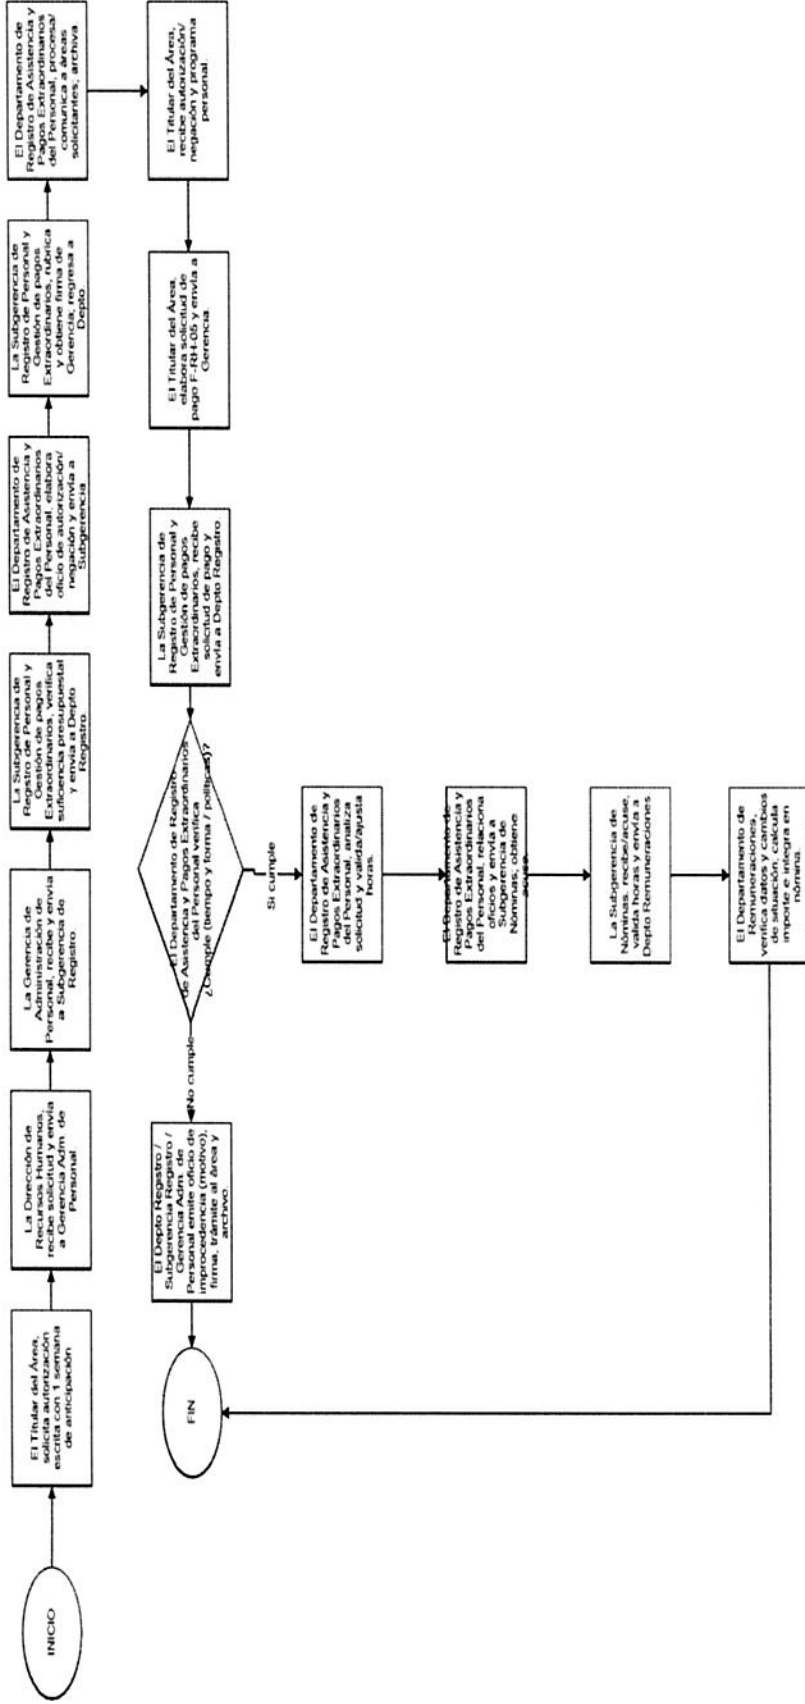 INICIO
El Titular del Área,
solicita autorización
escrita con 1 semana
de anticipación
La Dirección de
Recursos Humanos,
recibe solicitud y envía
a Gerencia Adm. de
Personal.
La Gerencia de
Administración de
Personal, recibe y envía
a Subgerencia de
Registro.
La Subgerencia de
Registro de Personal y
Gestión de pagos
Extraordinarios, verifica
suficiencia presupuestal
y envía a Depto
Registro.
El Departamento de
Registro de Asistencia y
Pagos Extraordinarios
del Personal, elabora
oficio de autorización/
negación y envía a
Subgerencia
La Subgerencia de
Registro de Personal y
Gestión de pagos
Extraordinarios, rubrica
y obtiene firma de
Gerencia; regresa a
Depto.
El Departamento de
Registro de Asistencia y
Pagos Extraordinarios
del Personal, procesa/
comunica a áreas
solicitantes; archiva.
El Titular del Área,
recibe autorización/
negación y programa
personal.
El Titular del Área,
elabora solicitud de
pago F-RH-05 y envía a
Gerencia.
La Subgerencia de
Registro de Personal y
Gestión de pagos
Extraordinarios, recibe
solicitud de pago y
envía a Depto Registro
El Departamento de Registro
de Asistencia y Pagos Extraordinarios
del Personal verifica
¿Cumple (tiempo y forma / políticas)?
No cumple
El Depto Registro /
Subgerencia Registro /
Gerencia Adm. de
Personal emite oficio de
improcedencia (motivo),
firma, trámite al área y
archivo.
FIN
Si cumple
El Departamento de
Registro de Asistencia y
Pagos Extraordinarios
del Personal, analiza
solicitud y valida/ajusta
horas.
El Departamento de
Registro de Asistencia y
Pagos Extraordinarios
del Personal, relaciona
oficios y envía a
Subgerencia de
Nóminas; obtiene
acuse.
La Subgerencia de
Nóminas, recibe/acuse,
valida horas y envía a
Depto Remuneraciones
El Departamento de
Remuneraciones,
verifica datos y cambios
de situación, calcula
importe e integra en
nómina.